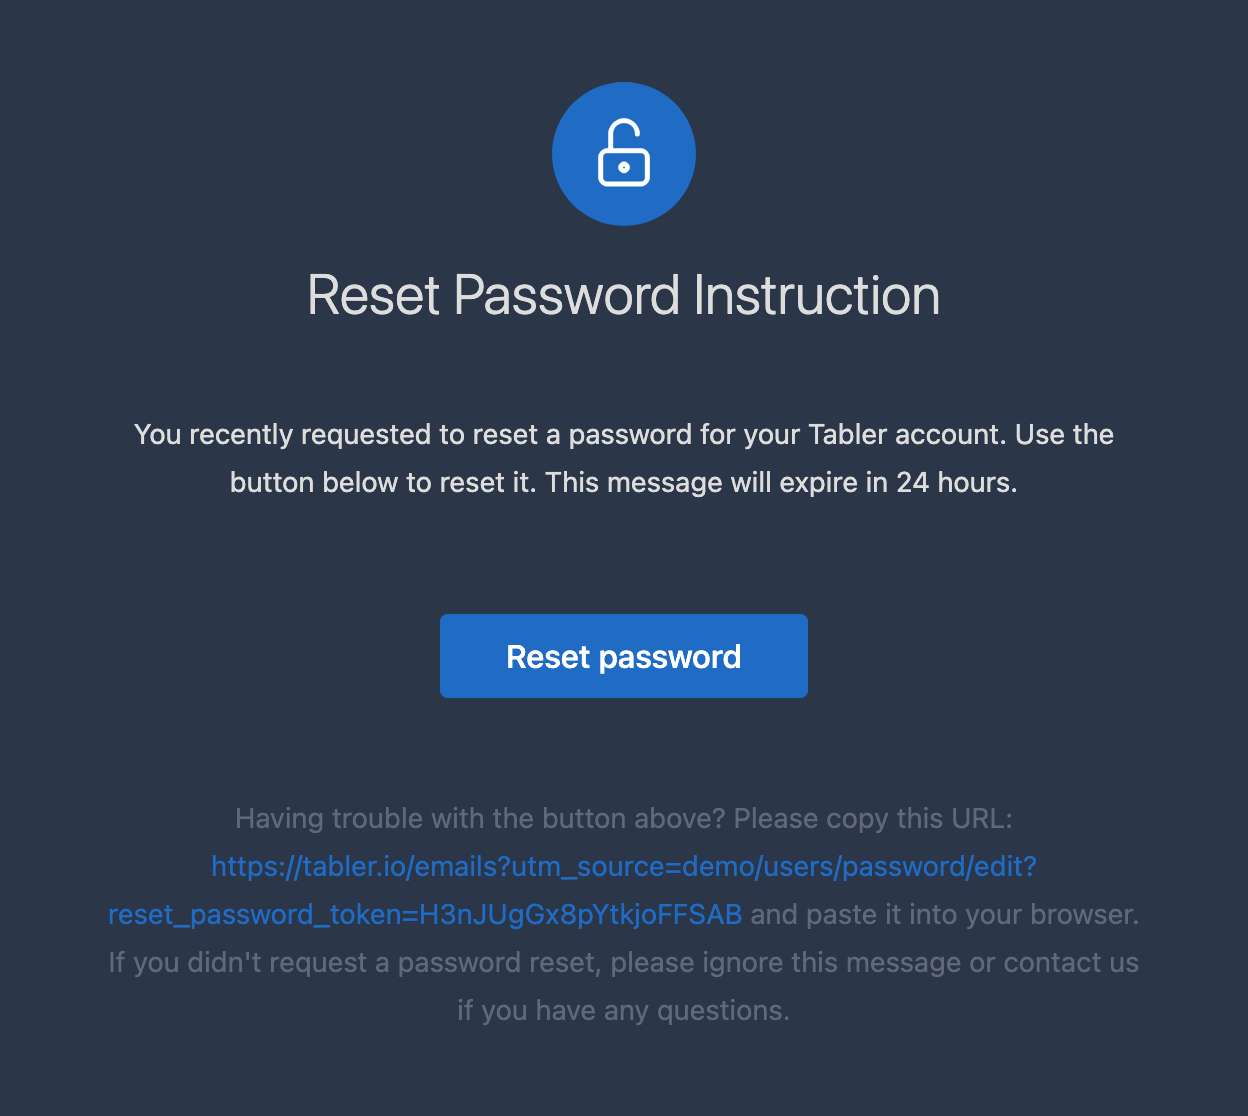 Reset Password Instruction
You recently requested to reset a password for your Tabler account. Use the
button below to reset it. This message will expire in 24 hours.
Reset password
Having trouble with the button above? Please copy this URL:
https://tabler.io/emails?utm_source=demo/users/password/edit?
reset_password_token=H3nJUgGx8pYtkjoFFSAB and paste it into your browser.
If you didn't request a password reset, please ignore this message or contact us
if you have any questions.